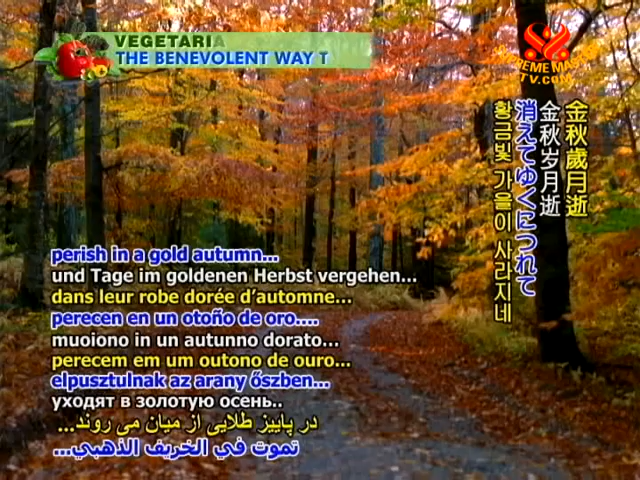 VEGETARIA
THE BENEVOLENT WAY T
SUPREME MASTER
TV.COM
金秋歲月逝
金秋岁月逝
消えてゆくにつれて
황금빛 가을이 사라지네
perish in a gold autumn...
und Tage im goldenen Herbst vergehen...
dans leur robe dorée d'automne...
perecen en un otoño de oro....
muoiono in un autunno dorato...
perecem em um outono de ouro...
elpusztulnak az arany őszben...
уходят в золотую осень..
در پاییز طلایی از میان می روند...
تموت في الخريف الذهبي...